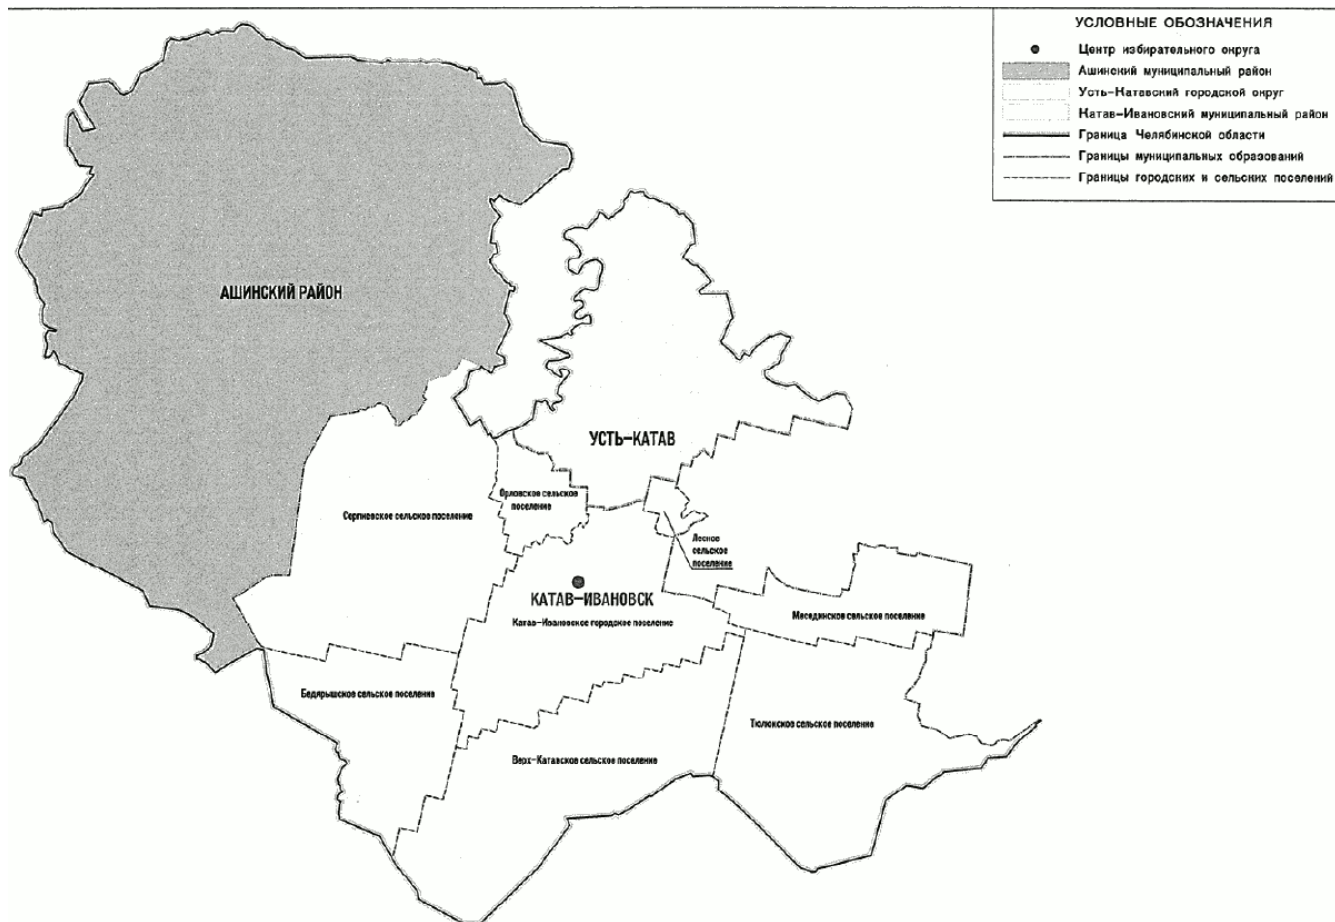 УСЛОВНЫЕ ОБОЗНАЧЕНИЯ
Центр избирательного округа
Ашинский муниципальный район
Усть-Катавский городской округ
Катав-Ивановский муниципальный район
Граница Челябинской области
Границы муниципальных образований
Границы городских и сельских поселений
АШИНСКИЙ РАЙОН
УСТЬ-КАТАВ
Орловское сельское
поселение
Серпиевское сельское поселение
Лесное
сельское
поселение
КАТАВ-ИВАНОВСК
Катав-Ивановское городское поселение
Месединское сельское поселение
Бедярышское сельское поселение
Тюлюкское сельское поселение
Верх-Катавское сельское поселение